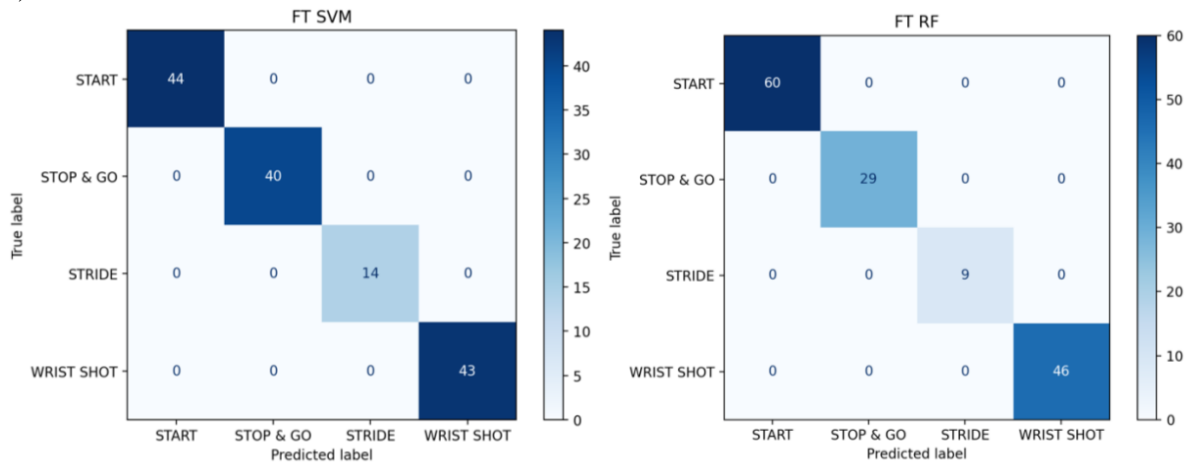 FT SVM
START 44 0 0 0
STOP & GO 0 40 0 0
STRIDE 0 0 14 0
WRIST SHOT 0 0 0 43
START STOP & GO STRIDE WRIST SHOT
Predicted label
True label
40
35
30
25
20
15
10
5
0
FT RF
START 60 0 0 0
STOP & GO 0 29 0 0
STRIDE 0 0 9 0
WRIST SHOT 0 0 0 46
START STOP & GO STRIDE WRIST SHOT
Predicted label
True label
60
50
40
30
20
10
0